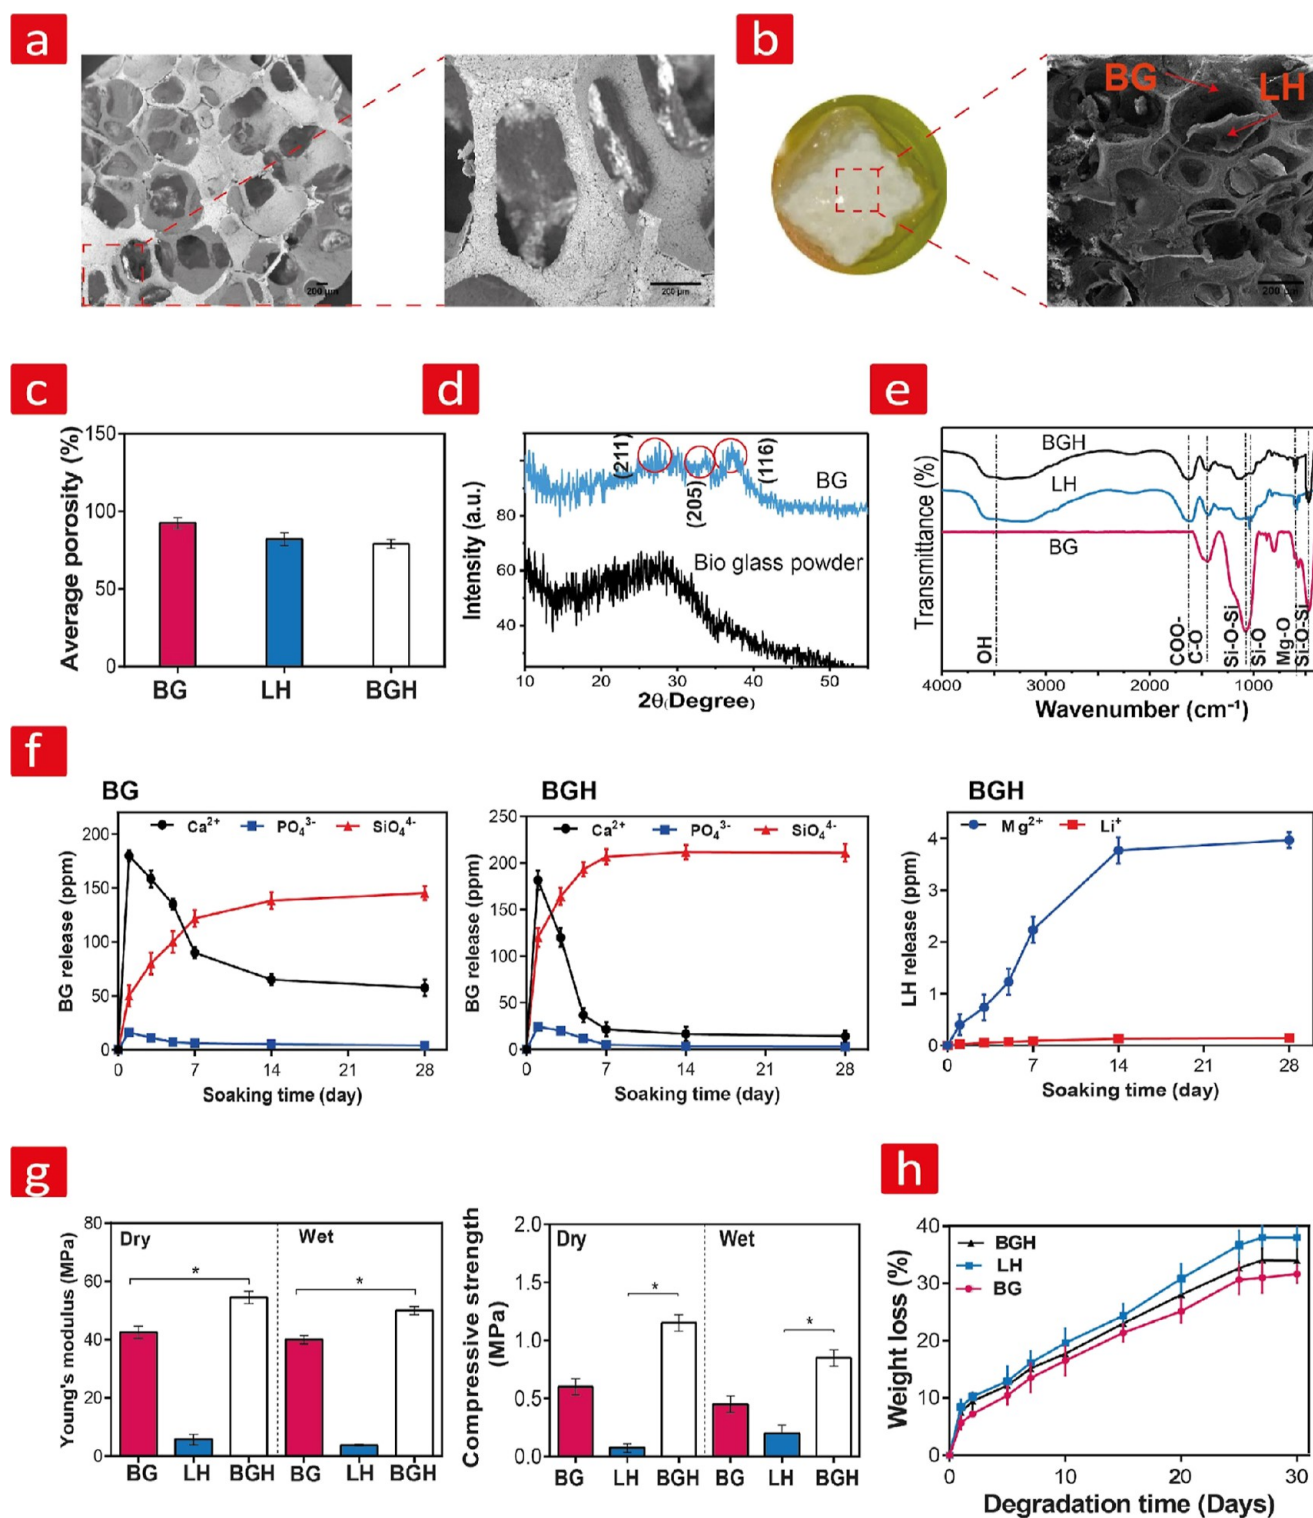 a
200 μm
200 μm
b
BG
LH
200 μm
c
Average porosity (%)
150
100
50
0
BG LH BGH
d
Intensity (a.u.)
80
60
40
(211)
(205)
(116)
BG
Bio glass powder
10 20 30 40 50
2θ(Degree)
e
Transmittance (%)
BGH
LH
BG
OH
COO-
C-O
Si-O-Si
Si-O
Mg-O
Si-O-Si
4000 3000 2000 1000
Wavenumber (cm⁻¹)
f
BG
Ca²⁺ PO₄³⁻ SiO₄⁴⁻
BG release (ppm)
200
150
100
50
0
0 7 14 21 28
Soaking time (day)
BGH
Ca²⁺ PO₄³⁻ SiO₄⁴⁻
BG release (ppm)
250
200
150
100
50
0
0 7 14 21 28
Soaking time (day)
BGH
Mg²⁺ Li⁺
LH release (ppm)
4
3
2
1
0
0 7 14 21 28
Soaking time (day)
g
Young's modulus (MPa)
80
60
40
20
0
Dry Wet
* *
BG LH BGH BG LH BGH
Compressive strength
(MPa)
2.0
1.5
1.0
0.5
0.0
Dry Wet
* *
BG LH BGH BG LH BGH
h
Weight loss (%)
40
30
20
10
0
BGH
LH
BG
0 10 20 30
Degradation time (Days)